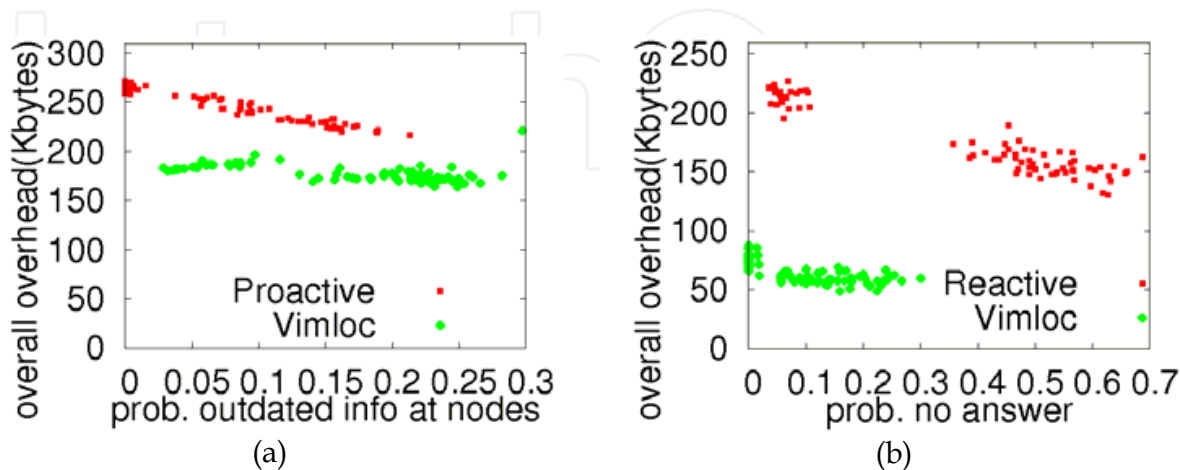 overall overhead(Kbytes)
300
250
200
150
100
50
0
Proactive
Vimloc
0 0.05 0.1 0.15 0.2 0.25 0.3
prob. outdated info at nodes
(a)
overall overhead(Kbytes)
250
200
150
100
50
0
Reactive
Vimloc
0 0.1 0.2 0.3 0.4 0.5 0.6 0.7
prob. no answer
(b)